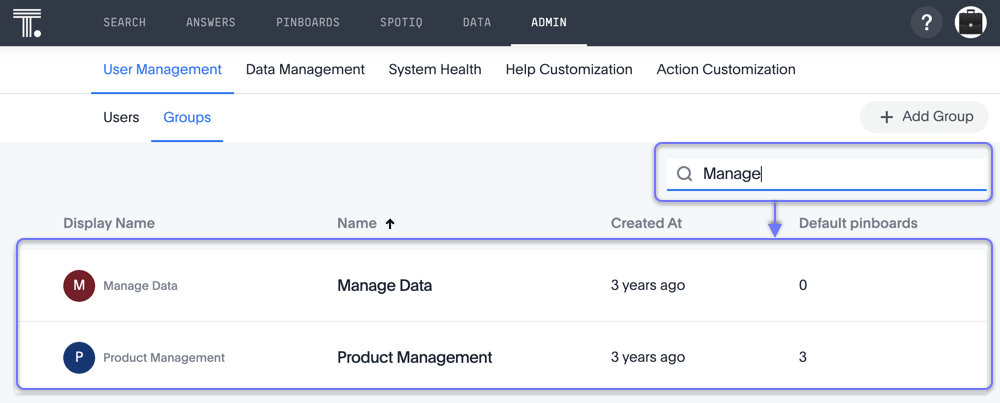 T. SEARCH ANSWERS PINBOARDS SPOTIQ DATA ADMIN ?
User Management Data Management System Health Help Customization Action Customization
Users Groups + Add Group
Manage
Display Name Name ↑ Created At Default pinboards
M Manage Data Manage Data 3 years ago 0
P Product Management Product Management 3 years ago 3